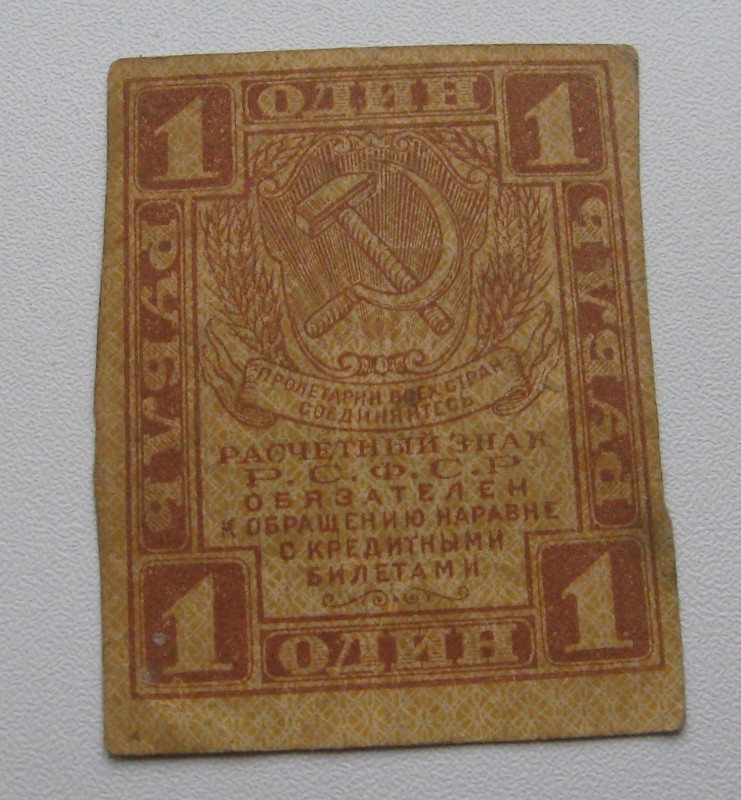 1 ОДИН 1
РУБЛЬ
РУБЛЬ
ПРОЛЕТАРИИ ВСЕХ СТРАН
СОЕДИНЯЙТЕСЬ
РАСЧЕТНЫЙ ЗНАК
Р.С.Ф.С.Р
ОБЯЗАТЕЛЕН
К ОБРАЩЕНИЮ НАРАВНЕ
С КРЕДИТНЫМИ
БИЛЕТАМИ
1 ОДИН 1